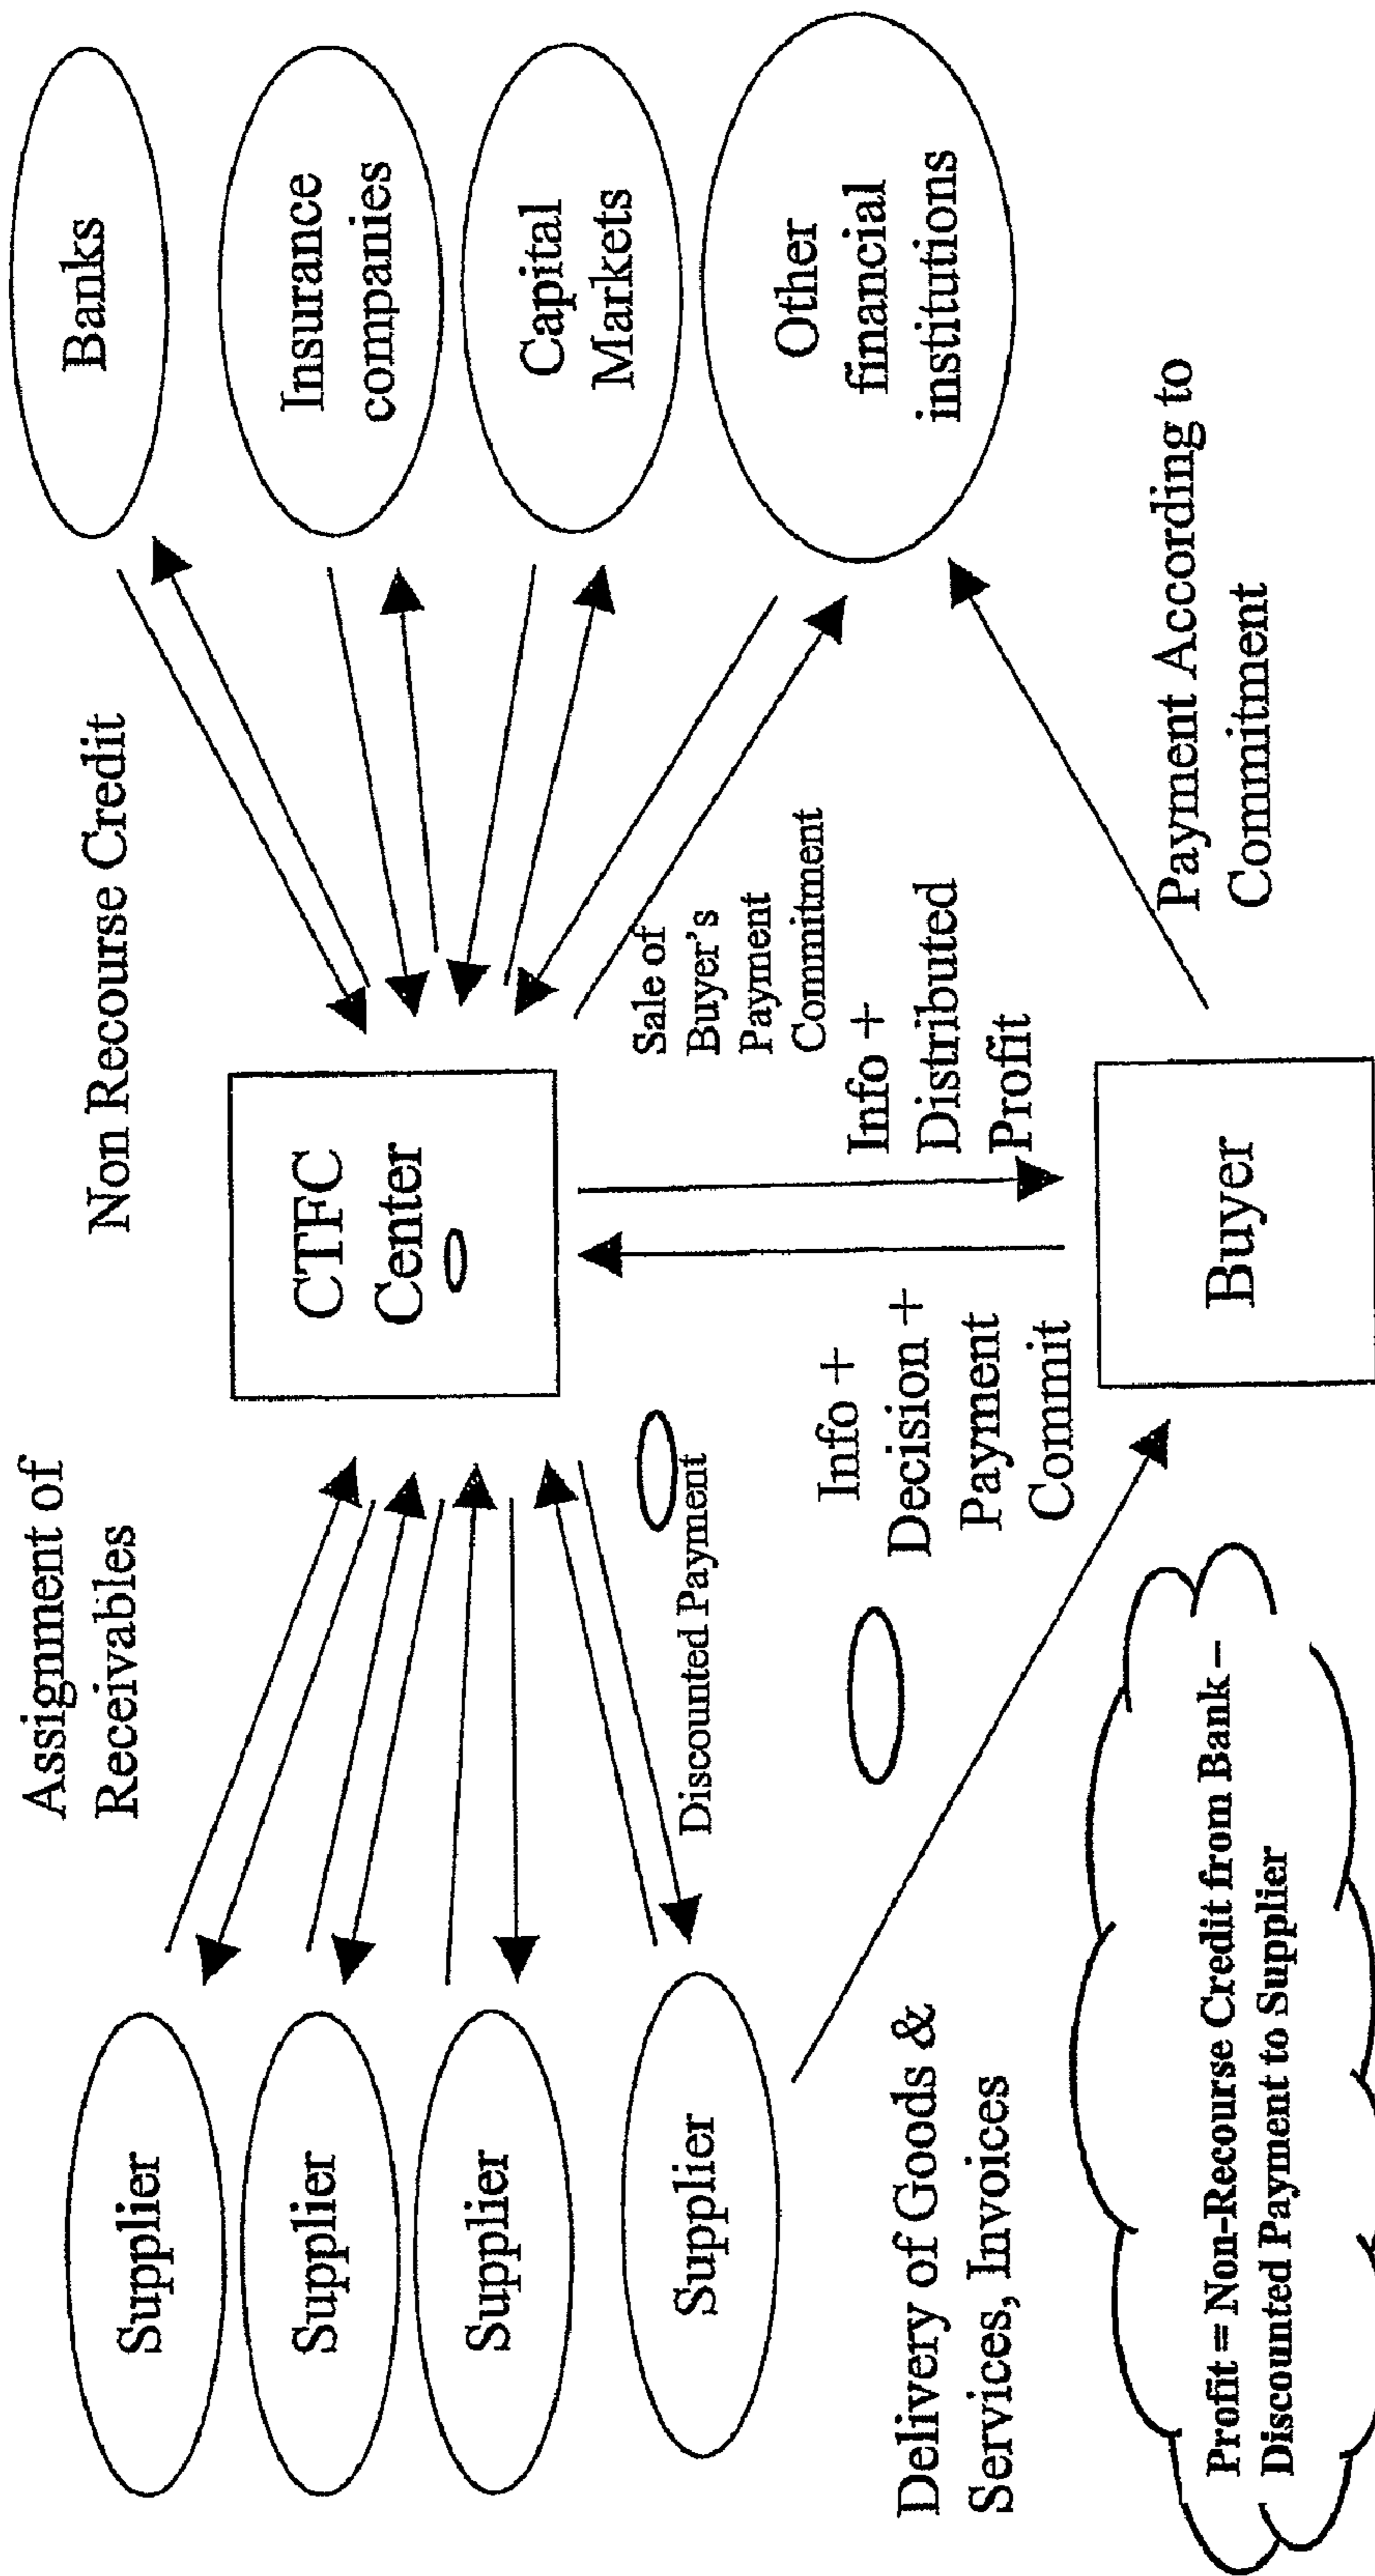 Assignment of
Receivables
Non Recourse Credit
Supplier
Supplier
Supplier
Supplier
CTFC
Center
Banks
Insurance
companies
Capital
Markets
Other
financial
institutions
Discounted Payment
Sale of
Buyer's
Payment
Commitment
Info +
Decision +
Payment
Commit
Info +
Distributed
Profit
Delivery of Goods &
Services, Invoices
Buyer
Payment According to
Commitment
Profit = Non-Recourse Credit from Bank –
Discounted Payment to Supplier